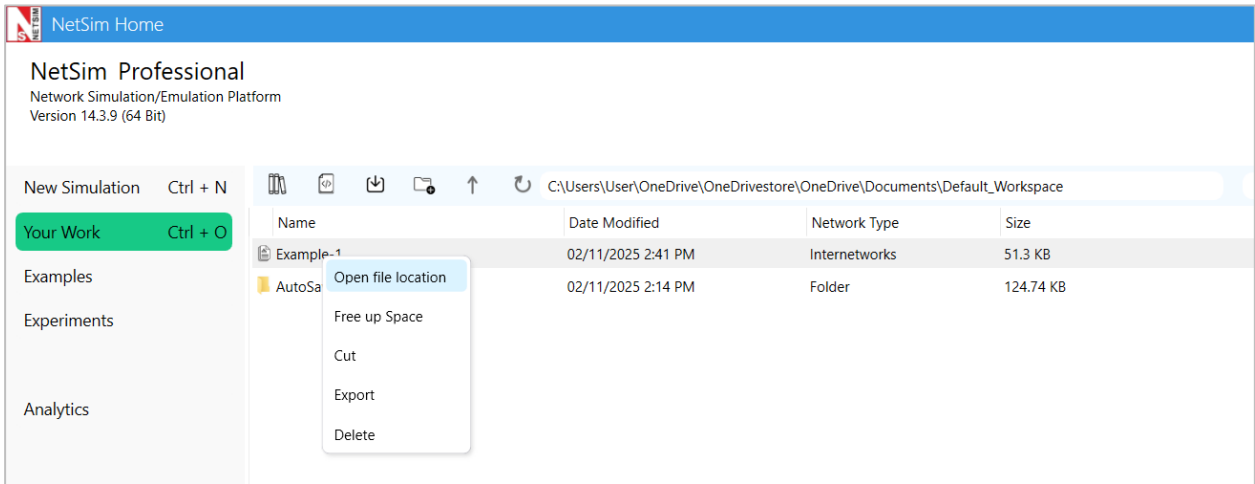 NETSIM
NetSim Home
NetSim Professional
Network Simulation/Emulation Platform
Version 14.3.9 (64 Bit)
New Simulation Ctrl + N
Your Work Ctrl + O
Examples
Experiments
Analytics
C:\Users\User\OneDrive\OneDrivestore\OneDrive\Documents\Default_Workspace
Name Date Modified Network Type Size
Example-1 02/11/2025 2:41 PM Internetworks 51.3 KB
AutoSa 02/11/2025 2:14 PM Folder 124.74 KB
Open file location
Free up Space
Cut
Export
Delete